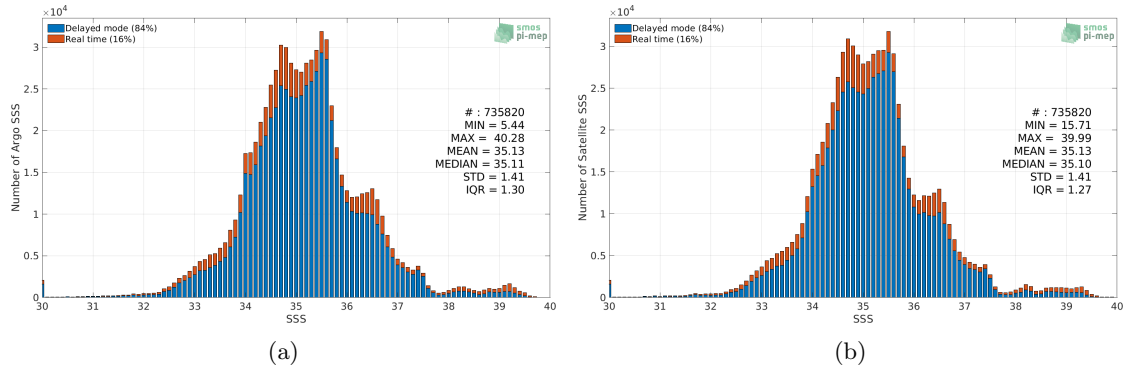 ×10^4
Delayed mode (84%)
Real time (16%)
smos
pi-mep
3
2.5
2
1.5
1
0.5
0
Number of Argo SSS
# : 735820
MIN = 5.44
MAX = 40.28
MEAN = 35.13
MEDIAN = 35.11
STD = 1.41
IQR = 1.30
30 31 32 33 34 35 36 37 38 39 40
SSS
(a)
×10^4
Delayed mode (84%)
Real time (16%)
smos
pi-mep
3
2.5
2
1.5
1
0.5
0
Number of Satellite SSS
# : 735820
MIN = 15.71
MAX = 39.99
MEAN = 35.13
MEDIAN = 35.10
STD = 1.41
IQR = 1.27
30 31 32 33 34 35 36 37 38 39 40
SSS
(b)